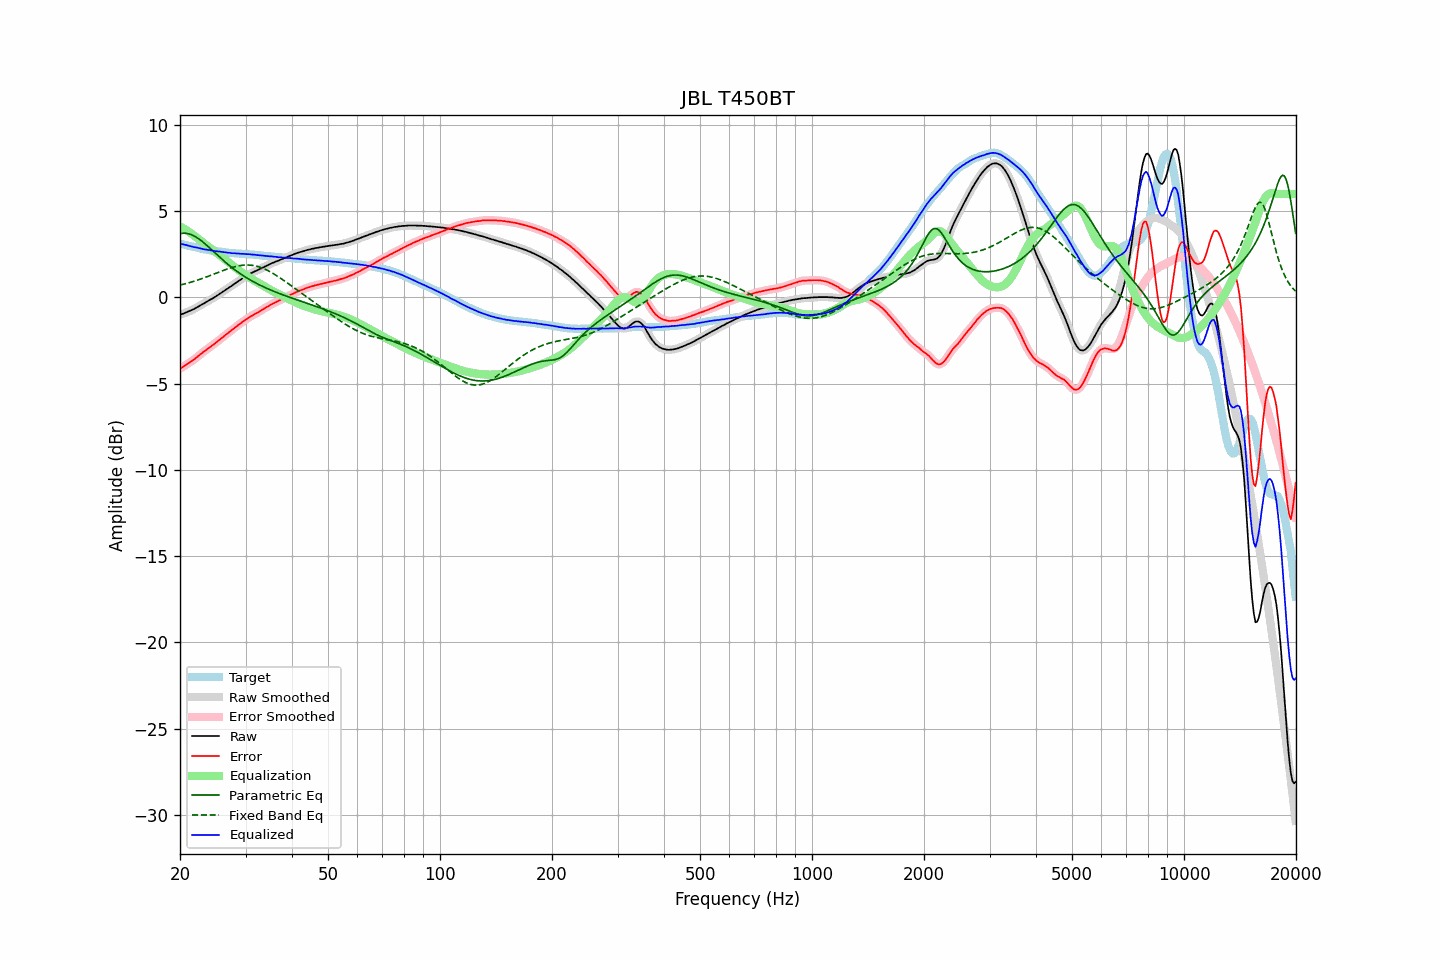 JBL T450BT
10
5
0
−5
−10
−15
−20
−25
−30
Amplitude (dBr)
Target
Raw Smoothed
Error Smoothed
Raw
Error
Equalization
Parametric Eq
Fixed Band Eq
Equalized
20 50 100 200 500 1000 2000 5000 10000 20000
Frequency (Hz)